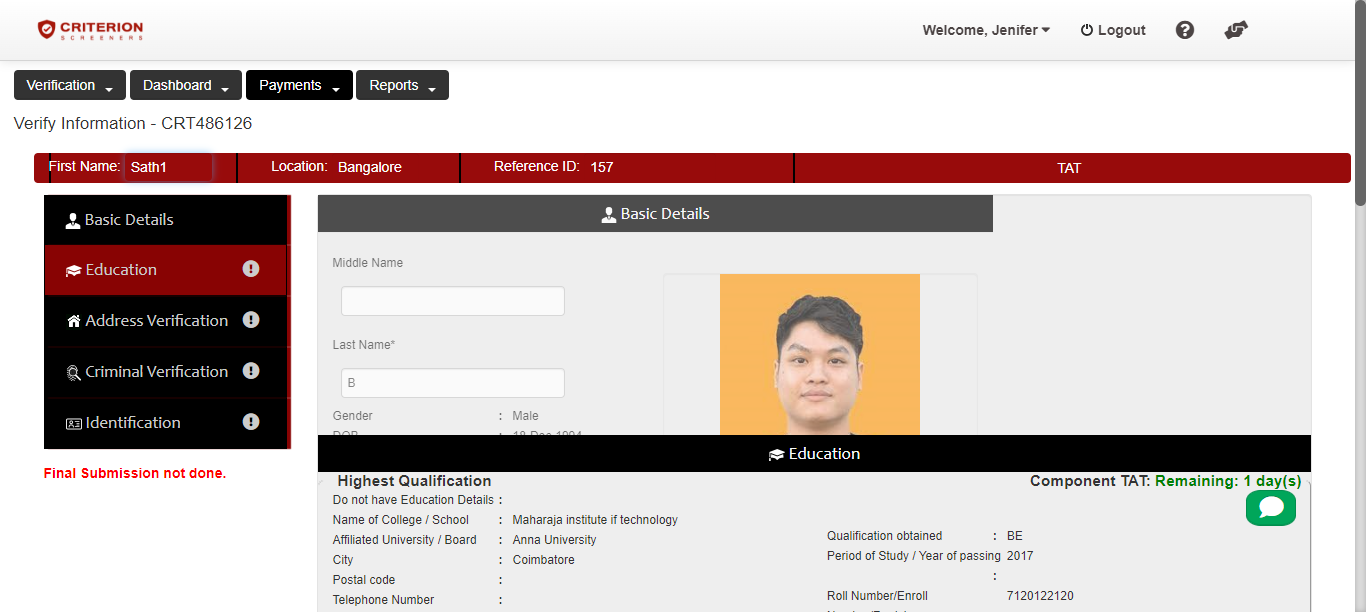 CRITERION
SCREENERS
Welcome, Jenifer
Logout
Verification
Dashboard
Payments
Reports
Verify Information - CRT486126
First Name: Sath1
Location: Bangalore
Reference ID: 157
TAT
Basic Details
Education
Address Verification
Criminal Verification
Identification
Final Submission not done.
Basic Details
Middle Name
Last Name*
B
Gender : Male
DOB : 18 Dec 1994
Education
Highest Qualification
Component TAT: Remaining: 1 day(s)
Do not have Education Details :
Name of College / School : Maharaja institute if technology
Affiliated University / Board : Anna University
City : Coimbatore
Postal code :
Telephone Number :
Qualification obtained : BE
Period of Study / Year of passing 2017
:
Roll Number/Enroll 7120122120